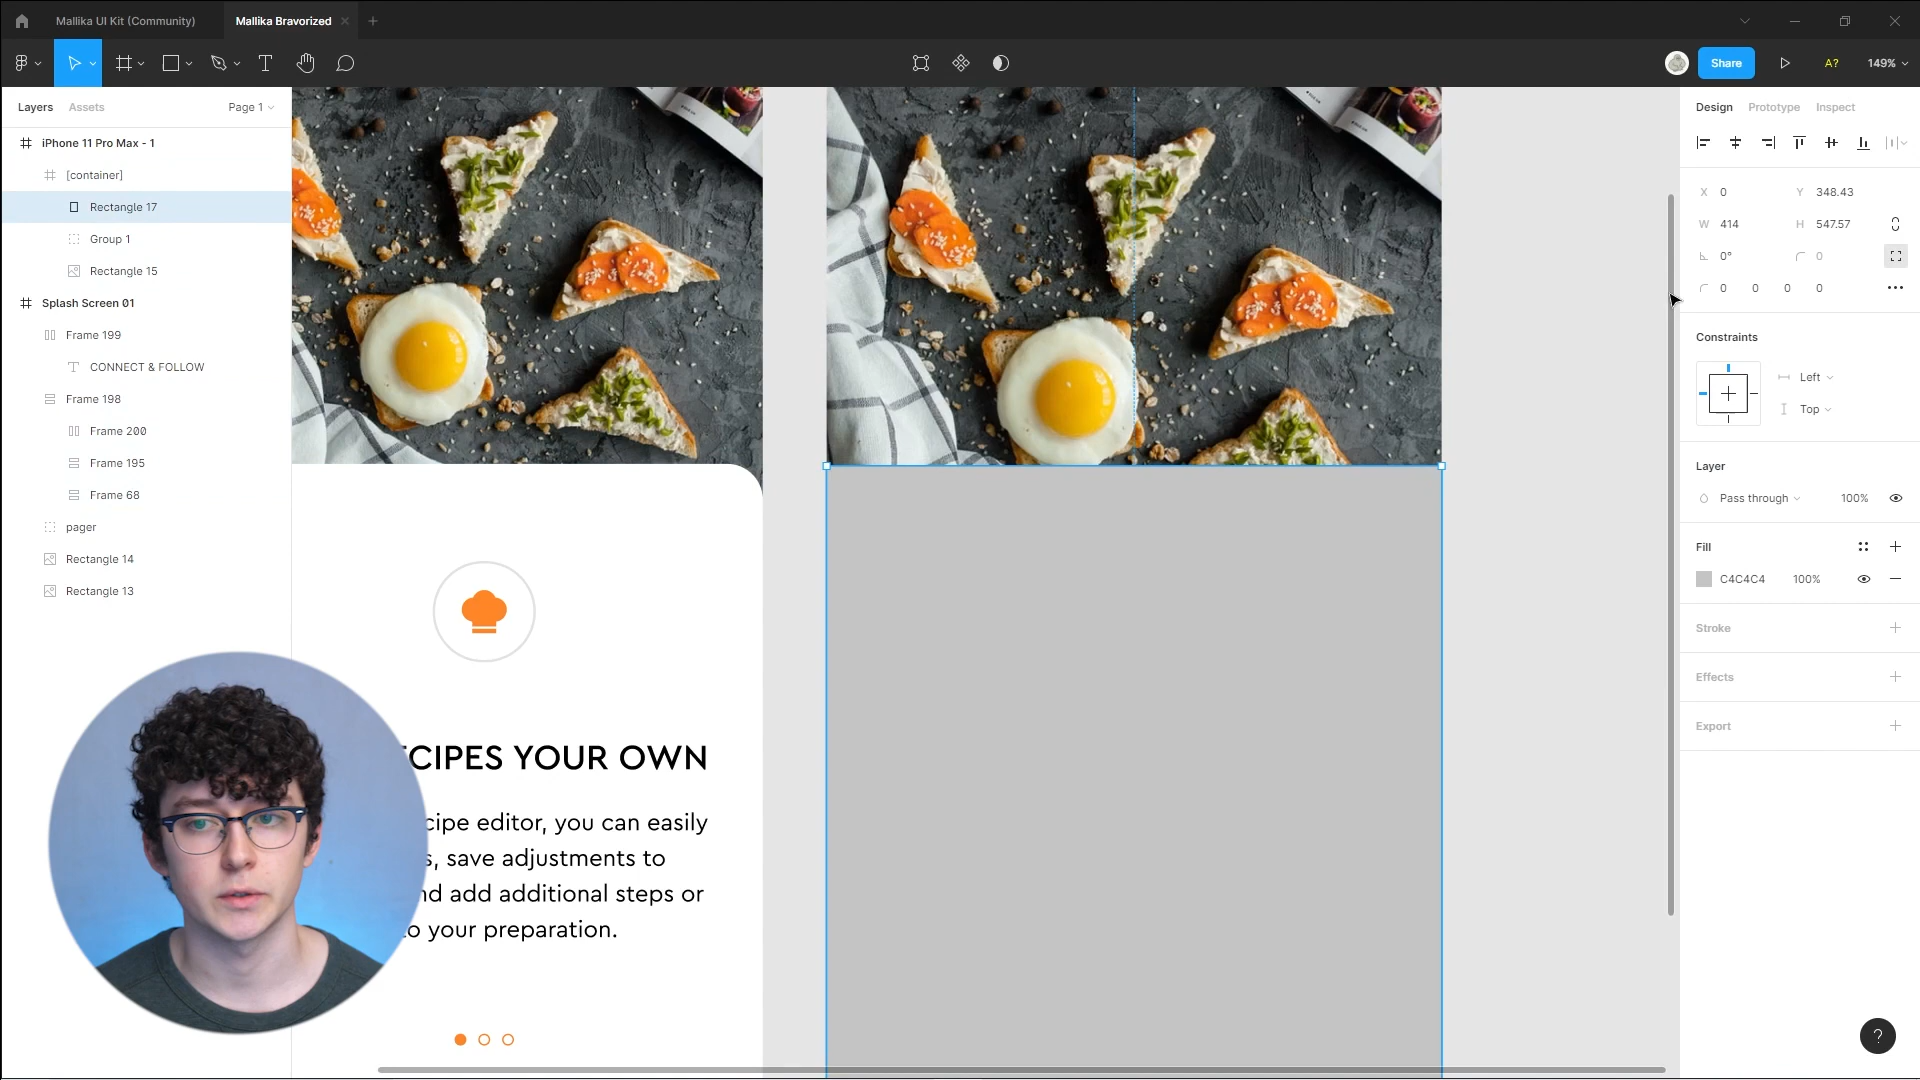 Mallika UI Kit (Community)
Mallika Bravorized
Share
A?
149%
Layers
Assets
Page 1
iPhone 11 Pro Max - 1
[container]
Rectangle 17
Group 1
Rectangle 15
Splash Screen 01
Frame 199
CONNECT & FOLLOW
Frame 198
Frame 200
Frame 195
Frame 68
pager
Rectangle 14
Rectangle 13
CIPES YOUR OWN
cipe editor, you can easily
s, save adjustments to
nd add additional steps or
o your preparation.
Design
Prototype
Inspect
X 0 Y 348.43
W 414 H 547.57
0° 0
0 0 0 0
Constraints
Left
Top
Layer
Pass through 100%
Fill
C4C4C4 100%
Stroke
Effects
Export
?